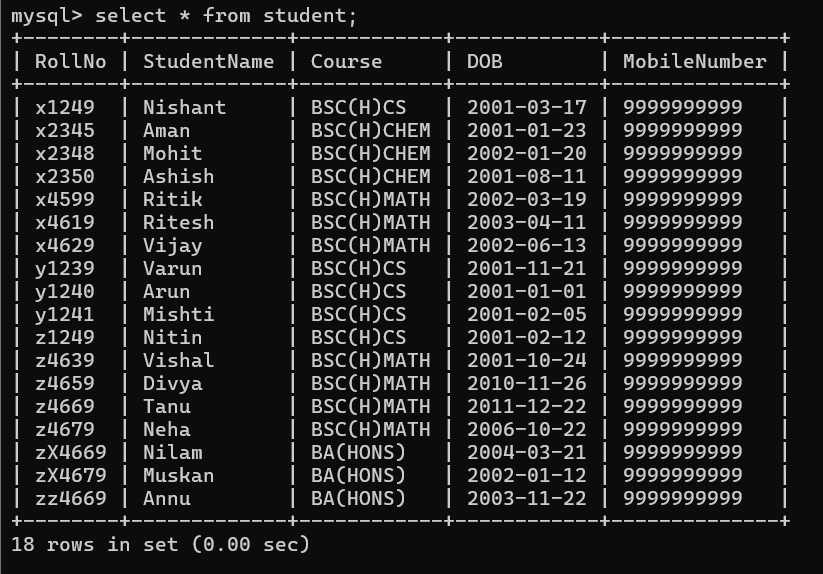 mysql> select * from student;
+--------+-------------+------------+------------+--------------+
| RollNo | StudentName | Course     | DOB        | MobileNumber |
+--------+-------------+------------+------------+--------------+
| x1249  | Nishant     | BSC(H)CS   | 2001-03-17 | 9999999999   |
| x2345  | Aman        | BSC(H)CHEM | 2001-01-23 | 9999999999   |
| x2348  | Mohit       | BSC(H)CHEM | 2002-01-20 | 9999999999   |
| x2350  | Ashish      | BSC(H)CHEM | 2001-08-11 | 9999999999   |
| x4599  | Ritik       | BSC(H)MATH | 2002-03-19 | 9999999999   |
| x4619  | Ritesh      | BSC(H)MATH | 2003-04-11 | 9999999999   |
| x4629  | Vijay       | BSC(H)MATH | 2002-06-13 | 9999999999   |
| y1239  | Varun       | BSC(H)CS   | 2001-11-21 | 9999999999   |
| y1240  | Arun        | BSC(H)CS   | 2001-01-01 | 9999999999   |
| y1241  | Mishti      | BSC(H)CS   | 2001-02-05 | 9999999999   |
| z1249  | Nitin       | BSC(H)CS   | 2001-02-12 | 9999999999   |
| z4639  | Vishal      | BSC(H)MATH | 2001-10-24 | 9999999999   |
| z4659  | Divya       | BSC(H)MATH | 2010-11-26 | 9999999999   |
| z4669  | Tanu        | BSC(H)MATH | 2011-12-22 | 9999999999   |
| z4679  | Neha        | BSC(H)MATH | 2006-10-22 | 9999999999   |
| zX4669 | Nilam       | BA(HONS)   | 2004-03-21 | 9999999999   |
| zX4679 | Muskan      | BA(HONS)   | 2002-01-12 | 9999999999   |
| zz4669 | Annu        | BA(HONS)   | 2003-11-22 | 9999999999   |
+--------+-------------+------------+------------+--------------+
18 rows in set (0.00 sec)